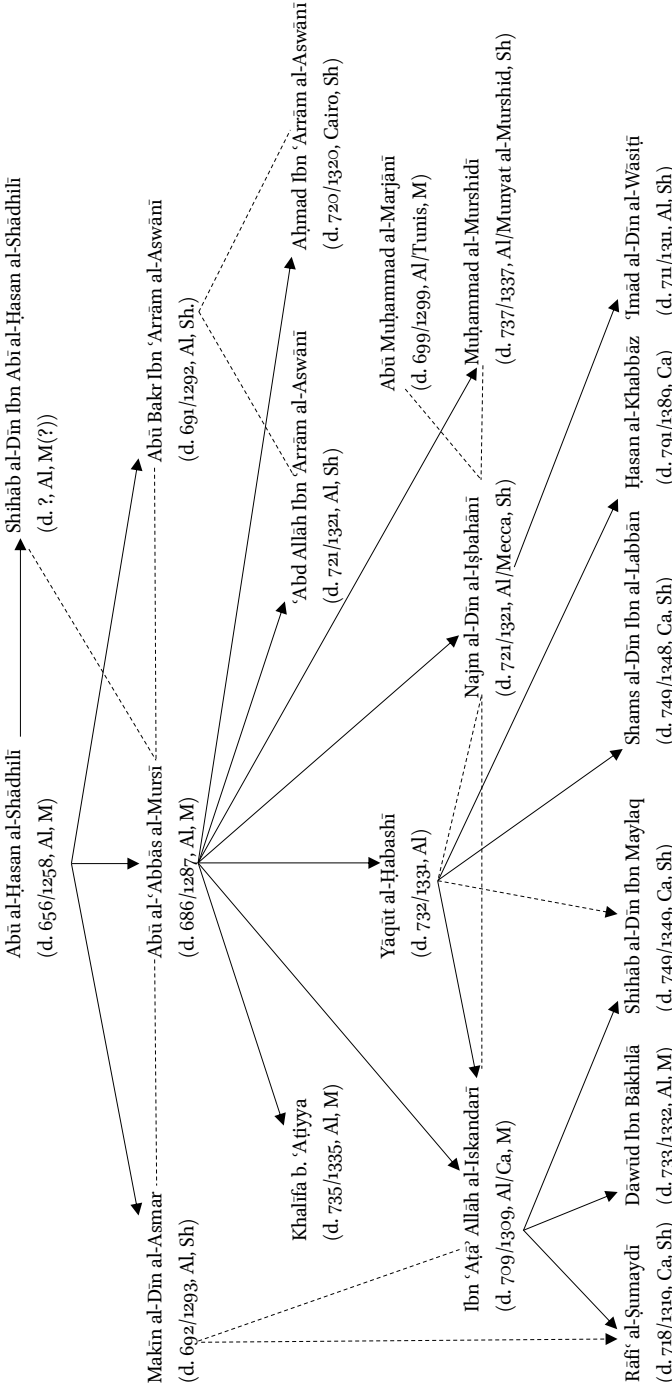 Abū al-Ḥasan al-Shādhilī
(d. 656/1258, Al, M)
Shihāb al-Dīn Ibn Abī al-Ḥasan al-Shādhilī
(d. ?, Al, M(?))
Makīn al-Dīn al-Asmar
(d. 692/1293, Al, Sh)
Abū al-ʿAbbās al-Mursī
(d. 686/1287, Al, M)
Abū Bakr Ibn ʿArrām al-Aswānī
(d. 691/1292, Al, Sh.)
Khalīfa b. ʿAṭiyya
(d. 735/1335, Al, M)
ʿAbd Allāh Ibn ʿArrām al-Aswānī
(d. 721/1321, Al, Sh)
Aḥmad Ibn ʿArrām al-Aswānī
(d. 720/1320, Cairo, Sh)
Yāqūt al-Ḥabashī
(d. 732/1331, Al)
Abū Muḥammad al-Marjānī
(d. 699/1299, Al/Tunis, M)
Ibn ʿAṭāʾ Allāh al-Iskandarī
(d. 709/1309, Al/Ca, M)
Najm al-Dīn al-Iṣbahānī
(d. 721/1321, Al/Mecca, Sh)
Muḥammad al-Murshidī
(d. 737/1337, Al/Munyat al-Murshid, Sh)
Rāfiʿ al-Ṣumaydī
(d. 718/1319, Ca, Sh)
Dāwūd Ibn Bākhilā
(d. 733/1332, Al, M)
Shihāb al-Dīn Ibn Maylaq
(d. 749/1349, Ca, Sh)
Shams al-Dīn Ibn al-Labbān
(d. 749/1348, Ca, Sh)
Ḥasan al-Khabbāz
(d. 791/1389, Ca)
ʿImād al-Dīn al-Wāsiṭī
(d. 711/1311, Al, Sh)